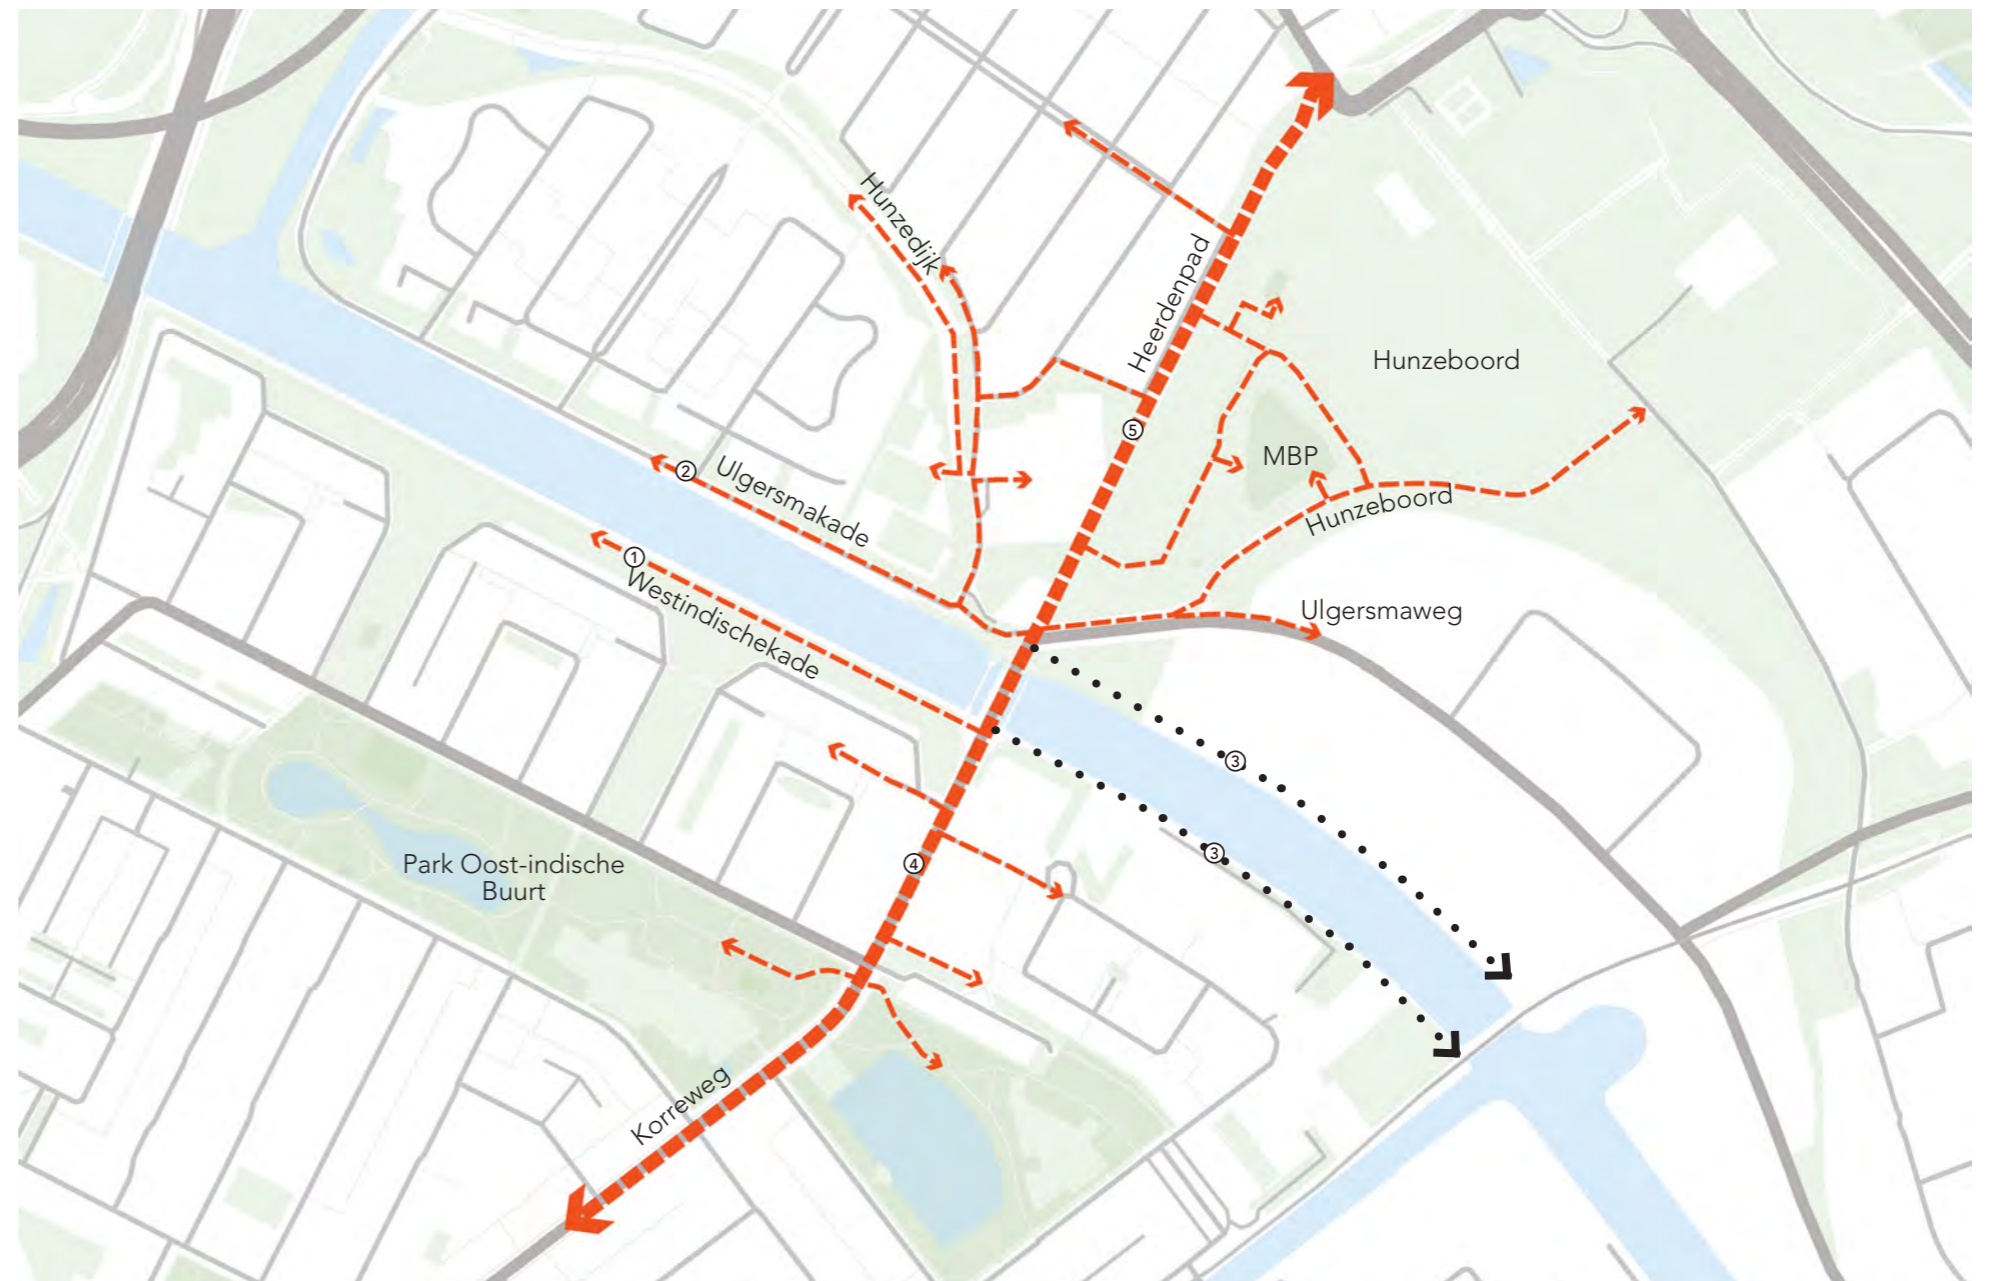 Hunzedijk
Heerdenpad
Hunzeboord
⑤
MBP
②
Ulgersmakade
Hunzeboord
①
Westindischekade
Ulgersmaweg
③
③
④
Park Oost-indische
Buurt
Korreweg